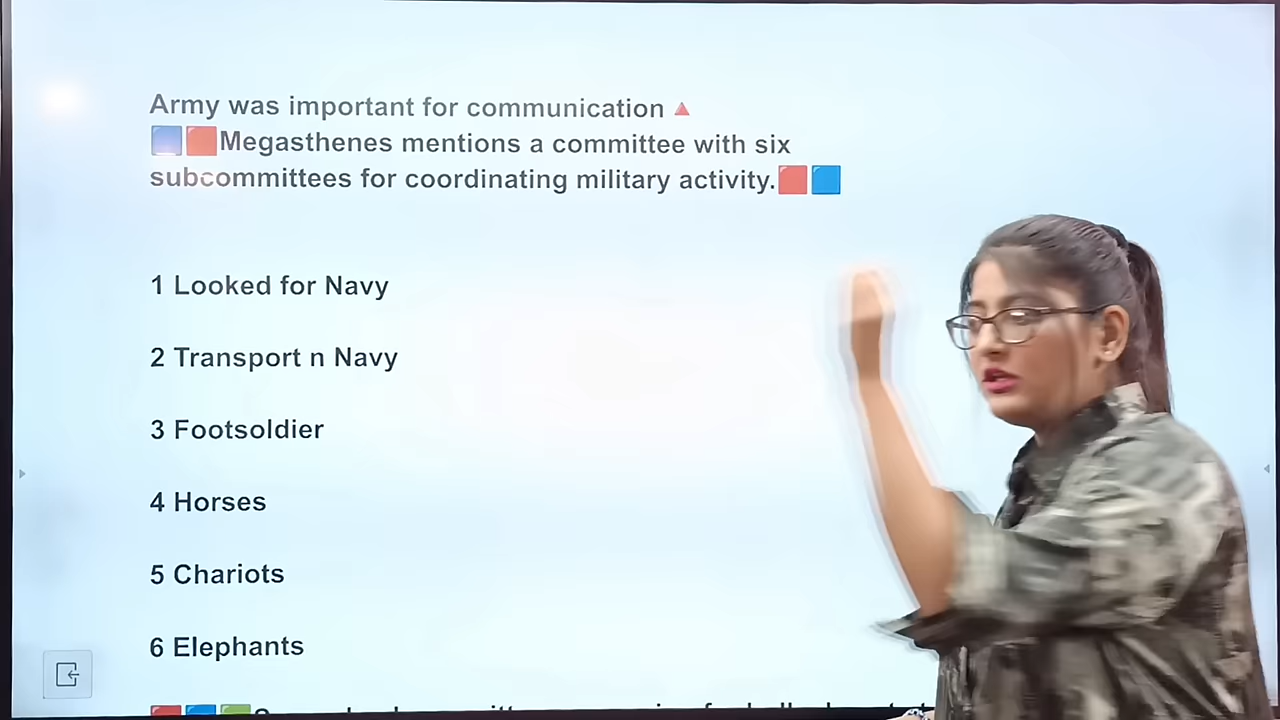 Army was important for communication 🔺
🟦🟥Megasthenes mentions a committee with six
subcommittees for coordinating military activity.🟥🟦
1 Looked for Navy
2 Transport n Navy
3 Footsoldier
4 Horses
5 Chariots
6 Elephants